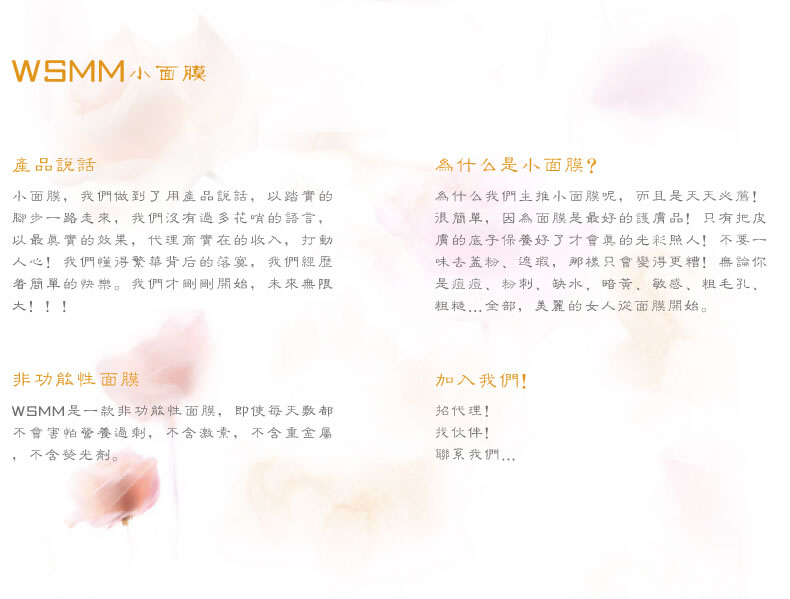 WSMM小面膜
產品說話
小面膜，我們做到了用產品說話，以踏實的
腳步一路走來，我們沒有過多花哨的語言，
以最真實的效果，代理商實在的收入，打動
人心！我們懂得繁華背后的落寞，我們經歷
着簡單的快樂。我們才剛剛開始，未來無限
大！！！
為什么是小面膜？
為什么我們主推小面膜呢，而且是天天必薦！
很簡單，因為面膜是最好的護膚品！只有把皮
膚的底子保養好了才會真的光彩照人！不要一
味去蓋粉、遮瑕，那樣只會變得更糟！無論你
是痘痘、粉刺、缺水、暗黃、敏感、粗毛孔、
粗糙...全部，美麗的女人從面膜開始。
非功能性面膜
WSMM是一款非功能性面膜，即使每天敷都
不會害怕營養過剩，不含激素，不含重金屬
，不含熒光劑。
加入我們！
招代理！
找伙伴！
聯系我們...